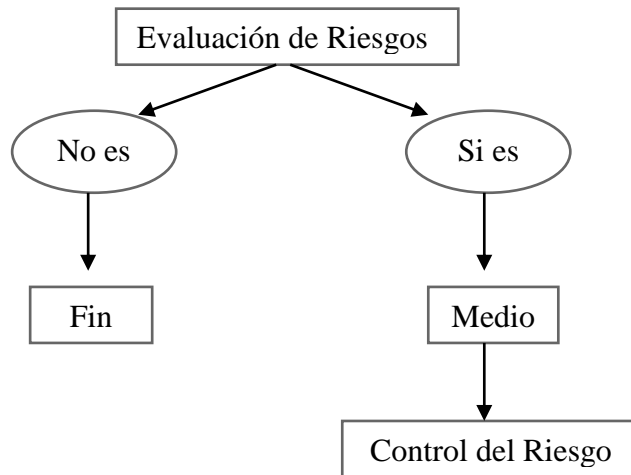 Evaluación de Riesgos
No es
Si es
Fin
Medio
Control del Riesgo